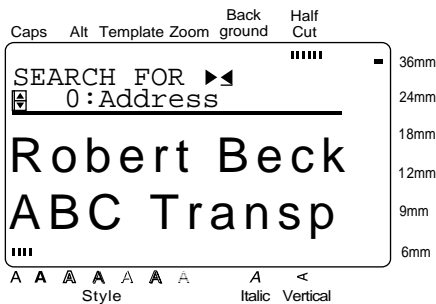 Back Half
Caps Alt Template Zoom ground Cut
36mm
SEARCH FOR
0:Address
24mm
18mm
Robert Beck
12mm
ABC Transp
9mm
6mm
A A A A A A A A A
Style Italic Vertical